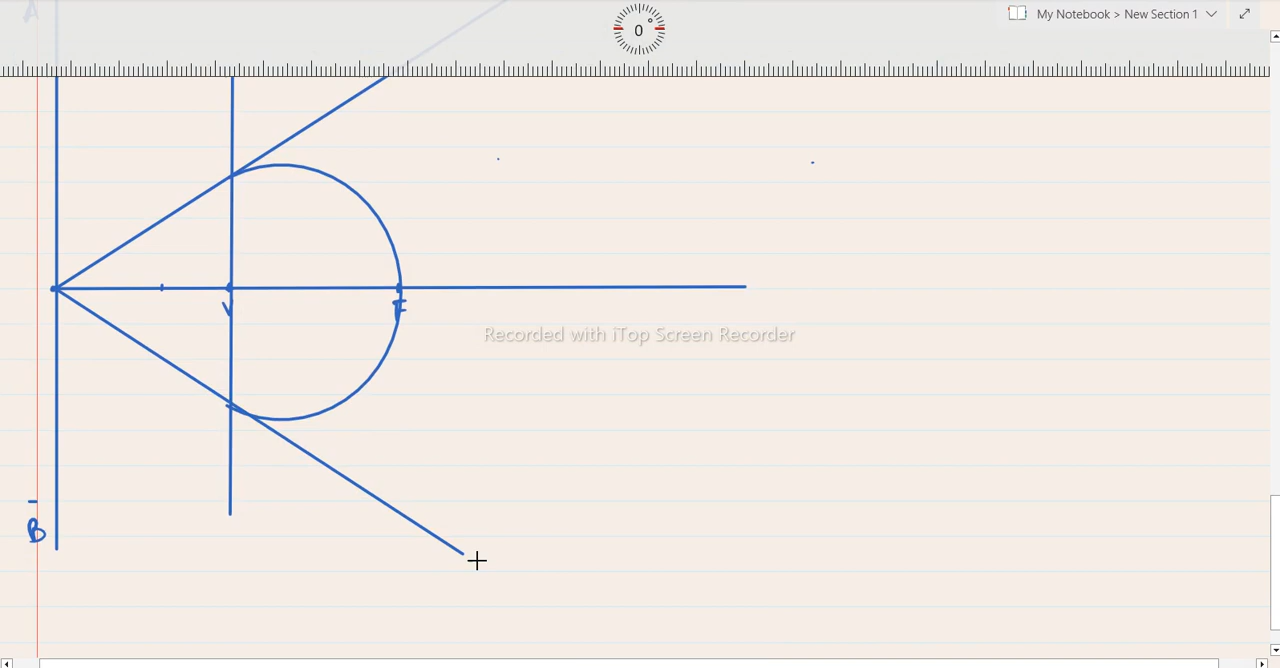 A
0°
My Notebook > New Section 1
V
F
Recorded with iTop Screen Recorder
B